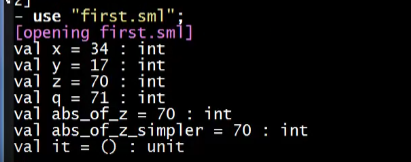 - use "first.sml";
[opening first.sml]
val x = 34 : int
val y = 17 : int
val z = 70 : int
val q = 71 : int
val abs_of_z = 70 : int
val abs_of_z_simpler = 70 : int
val it = () : unit